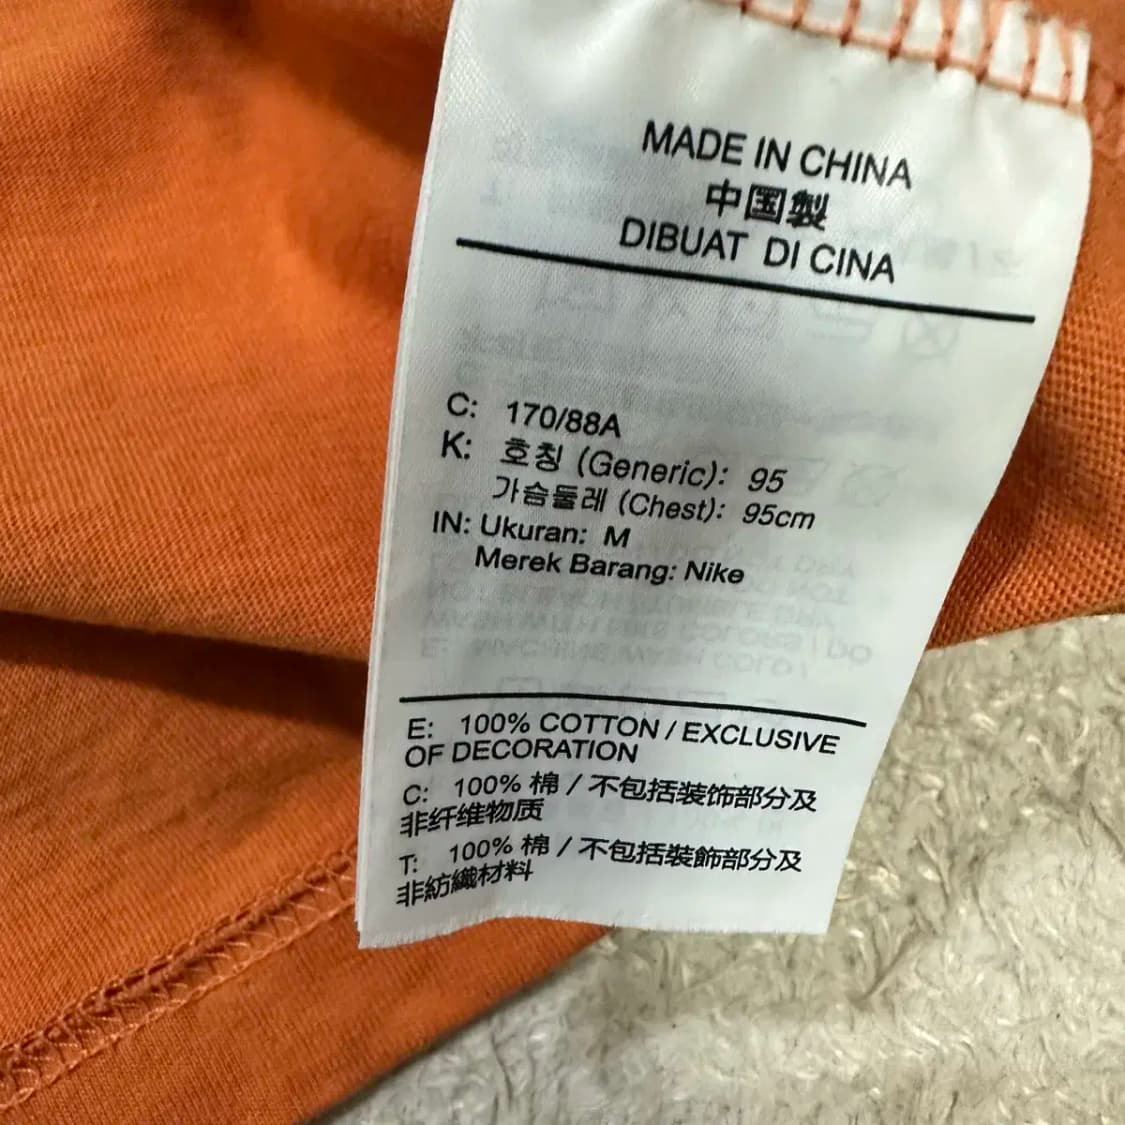 MADE IN CHINA
中国製
DIBUAT DI CINA
C: 170/88A
K: 호칭 (Generic): 95
가슴둘레 (Chest): 95cm
IN: Ukuran: M
Merek Barang: Nike
E: 100% COTTON / EXCLUSIVE
OF DECORATION
C: 100% 棉 / 不包括装饰部分及
非纤维物质
T: 100% 棉 / 不包括裝飾部分及
非紡織材料